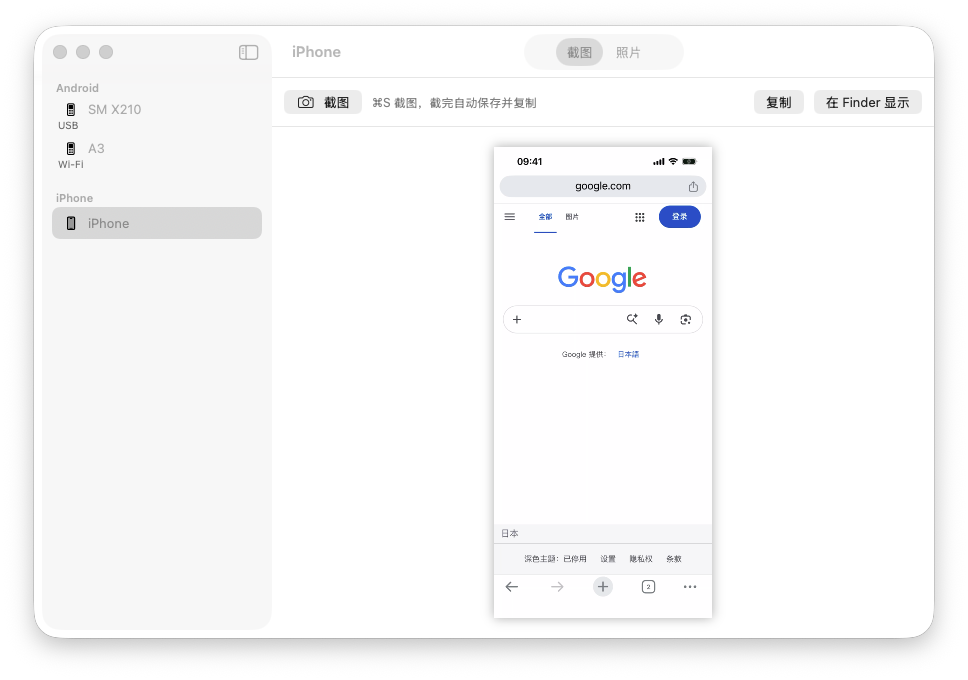 iPhone
截图
照片
Android
SM X210
USB
A3
Wi-Fi
iPhone
iPhone
截图
⌘S 截图，截完自动保存并复制
复制
在 Finder 显示
09:41
google.com
全部
图片
登录
Google
Google 提供：
日本語
日本
深色主题：已停用
设置
隐私权
条款
2